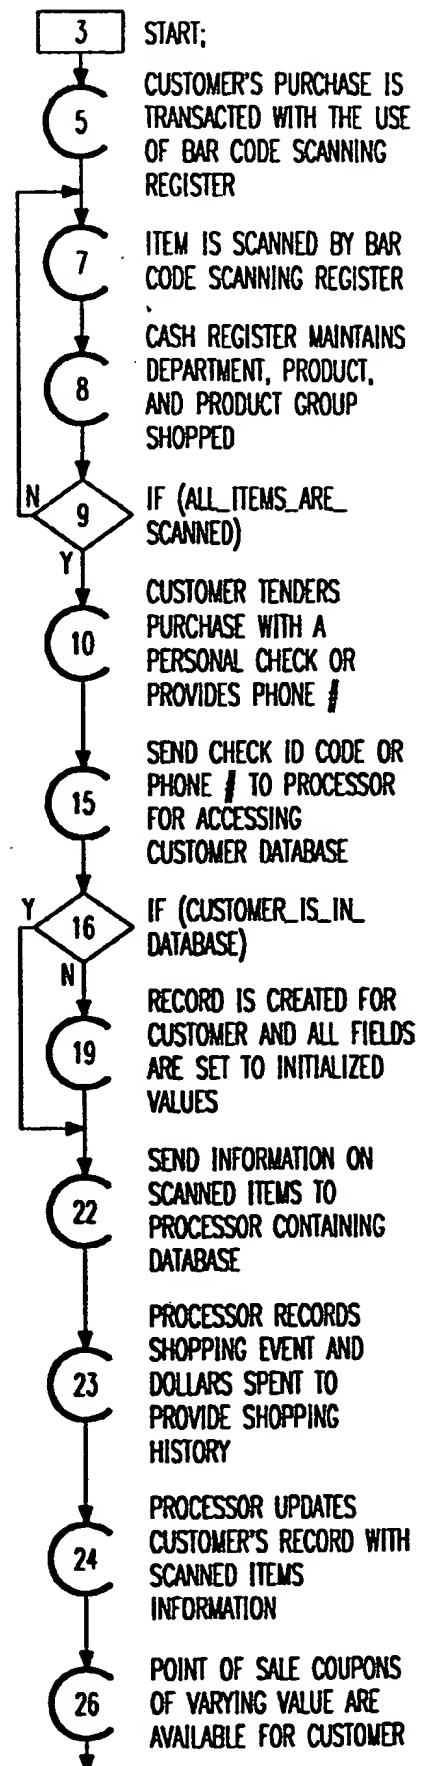 3 START;
5 CUSTOMER'S PURCHASE IS
TRANSACTED WITH THE USE
OF BAR CODE SCANNING
REGISTER
7 ITEM IS SCANNED BY BAR
CODE SCANNING REGISTER
8 CASH REGISTER MAINTAINS
DEPARTMENT, PRODUCT,
AND PRODUCT GROUP
SHOPPED
N
9 IF (ALL_ITEMS_ARE_
SCANNED)
Y
10 CUSTOMER TENDERS
PURCHASE WITH A
PERSONAL CHECK OR
PROVIDES PHONE #
15 SEND CHECK ID CODE OR
PHONE # TO PROCESSOR
FOR ACCESSING
CUSTOMER DATABASE
Y
16 IF (CUSTOMER_IS_IN_
DATABASE)
N
19 RECORD IS CREATED FOR
CUSTOMER AND ALL FIELDS
ARE SET TO INITIALIZED
VALUES
22 SEND INFORMATION ON
SCANNED ITEMS TO
PROCESSOR CONTAINING
DATABASE
23 PROCESSOR RECORDS
SHOPPING EVENT AND
DOLLARS SPENT TO
PROVIDE SHOPPING
HISTORY
24 PROCESSOR UPDATES
CUSTOMER'S RECORD WITH
SCANNED ITEMS
INFORMATION
26 POINT OF SALE COUPONS
OF VARYING VALUE ARE
AVAILABLE FOR CUSTOMER